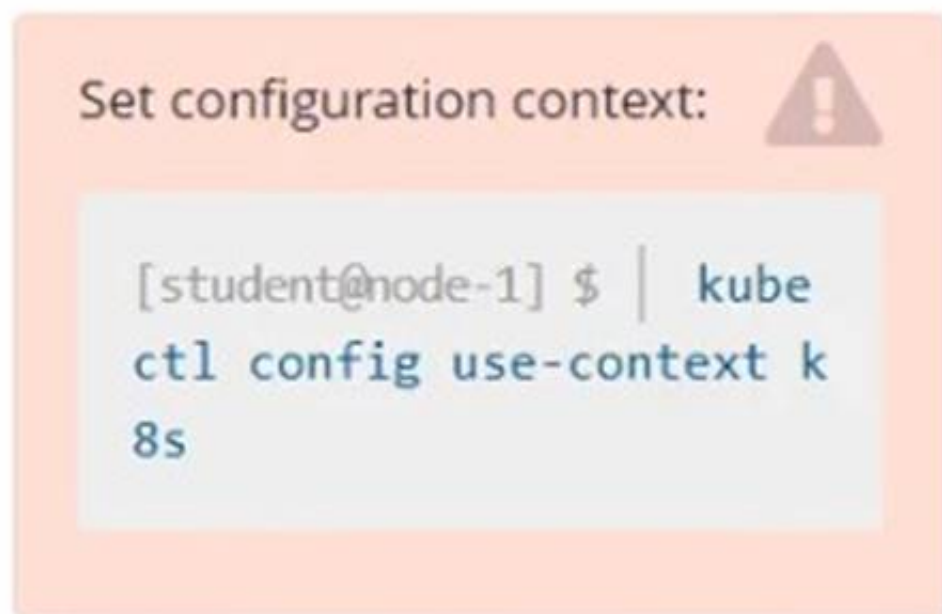 Set configuration context:
[student@node-1] $ | kube
ctl config use-context k
8s